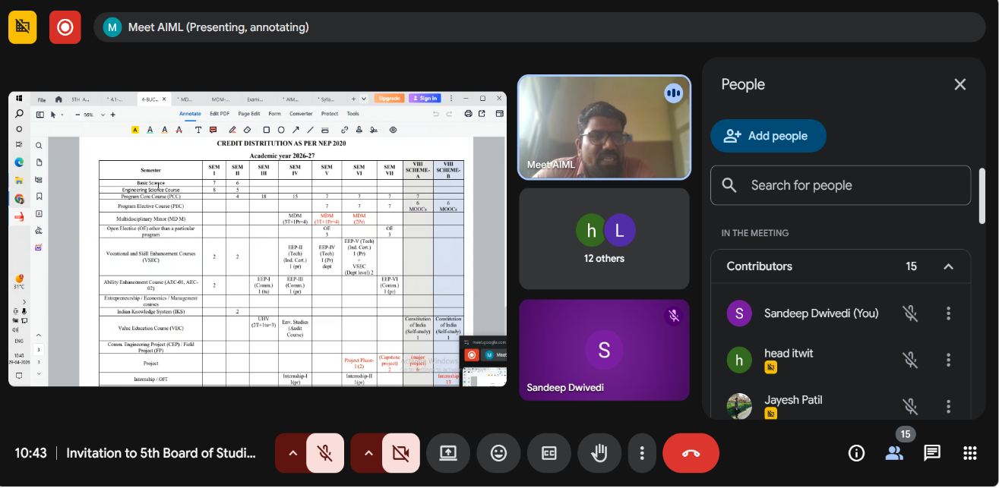 M Meet AIML (Presenting, annotating)
File 5TH A... * 4.1-... 4-BUC... * MD... MDM-... Exami... * AIM... * Sylla... Upgrade Sign in
96% Annotate Edit PDF Page Edit Form Converter Protect Tools
CREDIT DISTRITUTION AS PER NEP 2020
Academic year 2026-27
Semester SEM I SEM II SEM III SEM IV SEM V SEM VI SEM VII VIII SCHEME-A VIII SCHEME-B
Basic Science 7 6
Engineering Science Course 8 5
Program Core Course (PCC) 4 18 15 7 7 7 7
Program Elective Course (PEC) 7 7 7 6 MOOCs 6 MOOCs
Multidisciplinary Minor (MD M) MDM (3T+1Pr=4) MDM (3T+1Pr=4) MDM (2Pr)
Open Elective (OE) other than a particular program OE 3 OE 3
Vocational and Skill Enhancement Courses (VSEC) 2 2 EEP-II (Tech) (Ind. Cert.) 1 (pr) EEP-IV (Tech) 1 (Pr) dept EEP-V (Tech) (Ind. Cert.) 1 (Pr) + VSEC (Dept level) 2
Ability Enhancement Course (AEC-01, AEC-02) 2 EEP-I (Comm.) 1 (tu) EEP-III (Comm.) 1 (pr) EEP-VI (Comm.) 1 (pr)
Entrepreneurship / Economics / Management courses
Indian Knowledge System (IKS) 2
Value Education Course (VEC) UHV (2T+1tu=3) Env. Studies (Audit Course) Constitution of India (Self-study) 1 Constitution of India (Self-study) 1
Comm. Engineering Project (CEP) / Field Project (FP)
Project Project Phase-I (2) (Capstone project) 2 (major project) 6
Internship / OJT Internship-I 1(pr) Internship-II 1(pr) Internship 13
meet.google.com
31°C
ENG
10:43
29-04-2026
3
3
Meet AIML
h L
12 others
S
Sandeep Dwivedi
People
Add people
Search for people
IN THE MEETING
Contributors 15
S Sandeep Dwivedi (You)
h head itwit
Jayesh Patil
10:43 | Invitation to 5th Board of Studi...
15